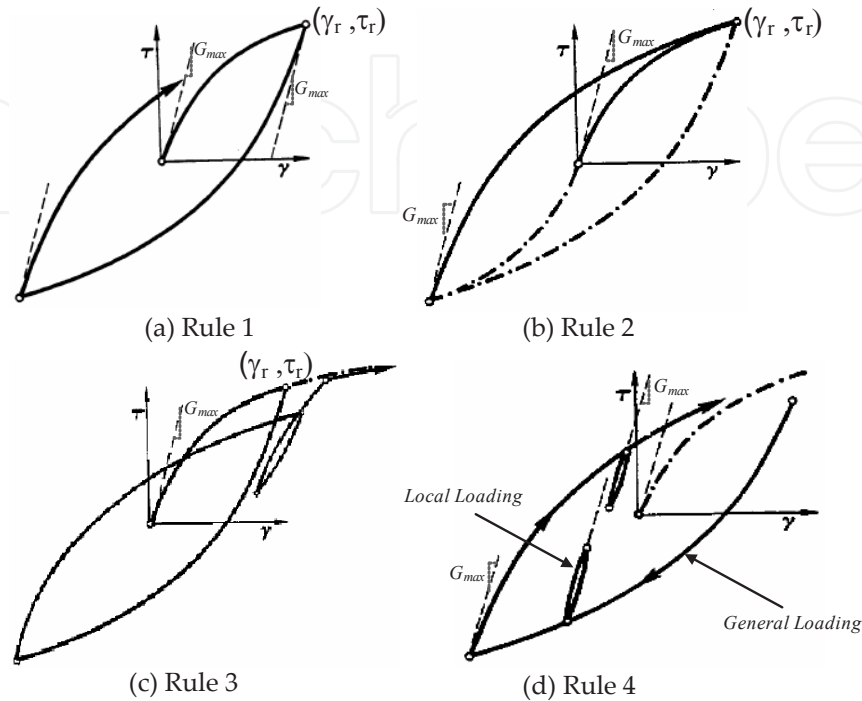 (γr ,τr)
τ
Gmax
Gmax
γ
Gmax
(a) Rule 1
(γr ,τr)
τ
Gmax
γ
Gmax
(b) Rule 2
(γr ,τr)
τ
Gmax
γ
(c) Rule 3
τ
Gmax
Local Loading
γ
Gmax
General Loading
(d) Rule 4